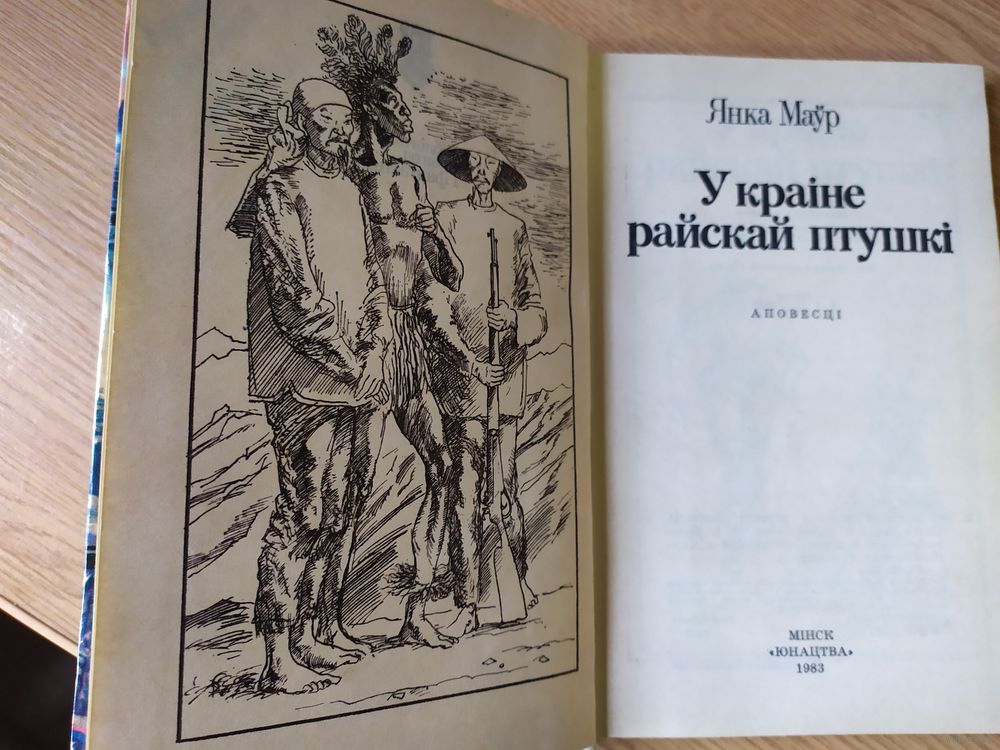 Янка Маўр
У краіне
райскай птушкі
АПОВЕСЦІ
МІНСК
«ЮНАЦТВА»
1983